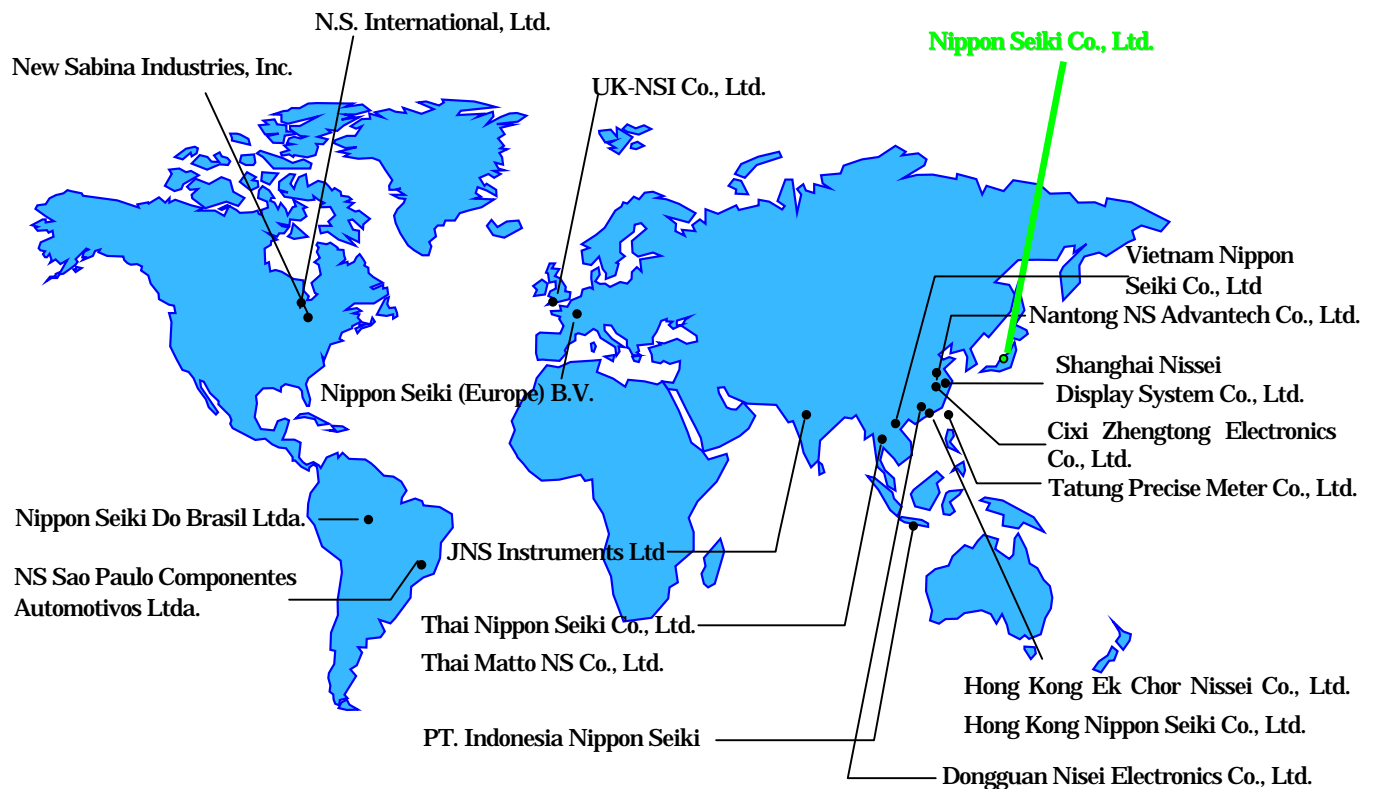 N.S. International, Ltd.
Nippon Seiki Co., Ltd.
New Sabina Industries, Inc.
UK-NSI Co., Ltd.
Vietnam Nippon
Seiki Co., Ltd
Nantong NS Advantech Co., Ltd.
Shanghai Nissei
Display System Co., Ltd.
Nippon Seiki (Europe) B.V.
Cixi Zhengtong Electronics
Co., Ltd.
Tatung Precise Meter Co., Ltd.
Nippon Seiki Do Brasil Ltda.
JNS Instruments Ltd
NS Sao Paulo Componentes
Automotivos Ltda.
Thai Nippon Seiki Co., Ltd.
Thai Matto NS Co., Ltd.
Hong Kong Ek Chor Nissei Co., Ltd.
Hong Kong Nippon Seiki Co., Ltd.
PT. Indonesia Nippon Seiki
Dongguan Nisei Electronics Co., Ltd.